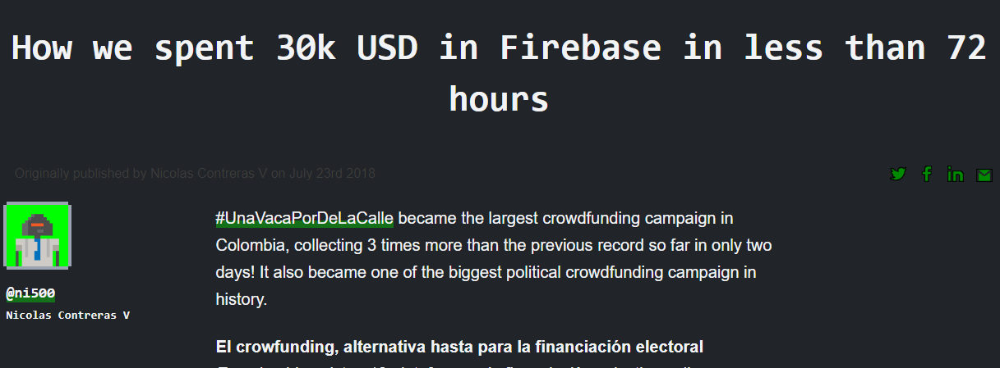 How we spent 30k USD in Firebase in less than 72
hours
Originally published by Nicolas Contreras V on July 23rd 2018
#UnaVacaPorDeLaCalle became the largest crowdfunding campaign in
Colombia, collecting 3 times more than the previous record so far in only two
days! It also became one of the biggest political crowdfunding campaign in
history.
@ni500
Nicolas Contreras V
El crowfunding, alternativa hasta para la financiación electoral